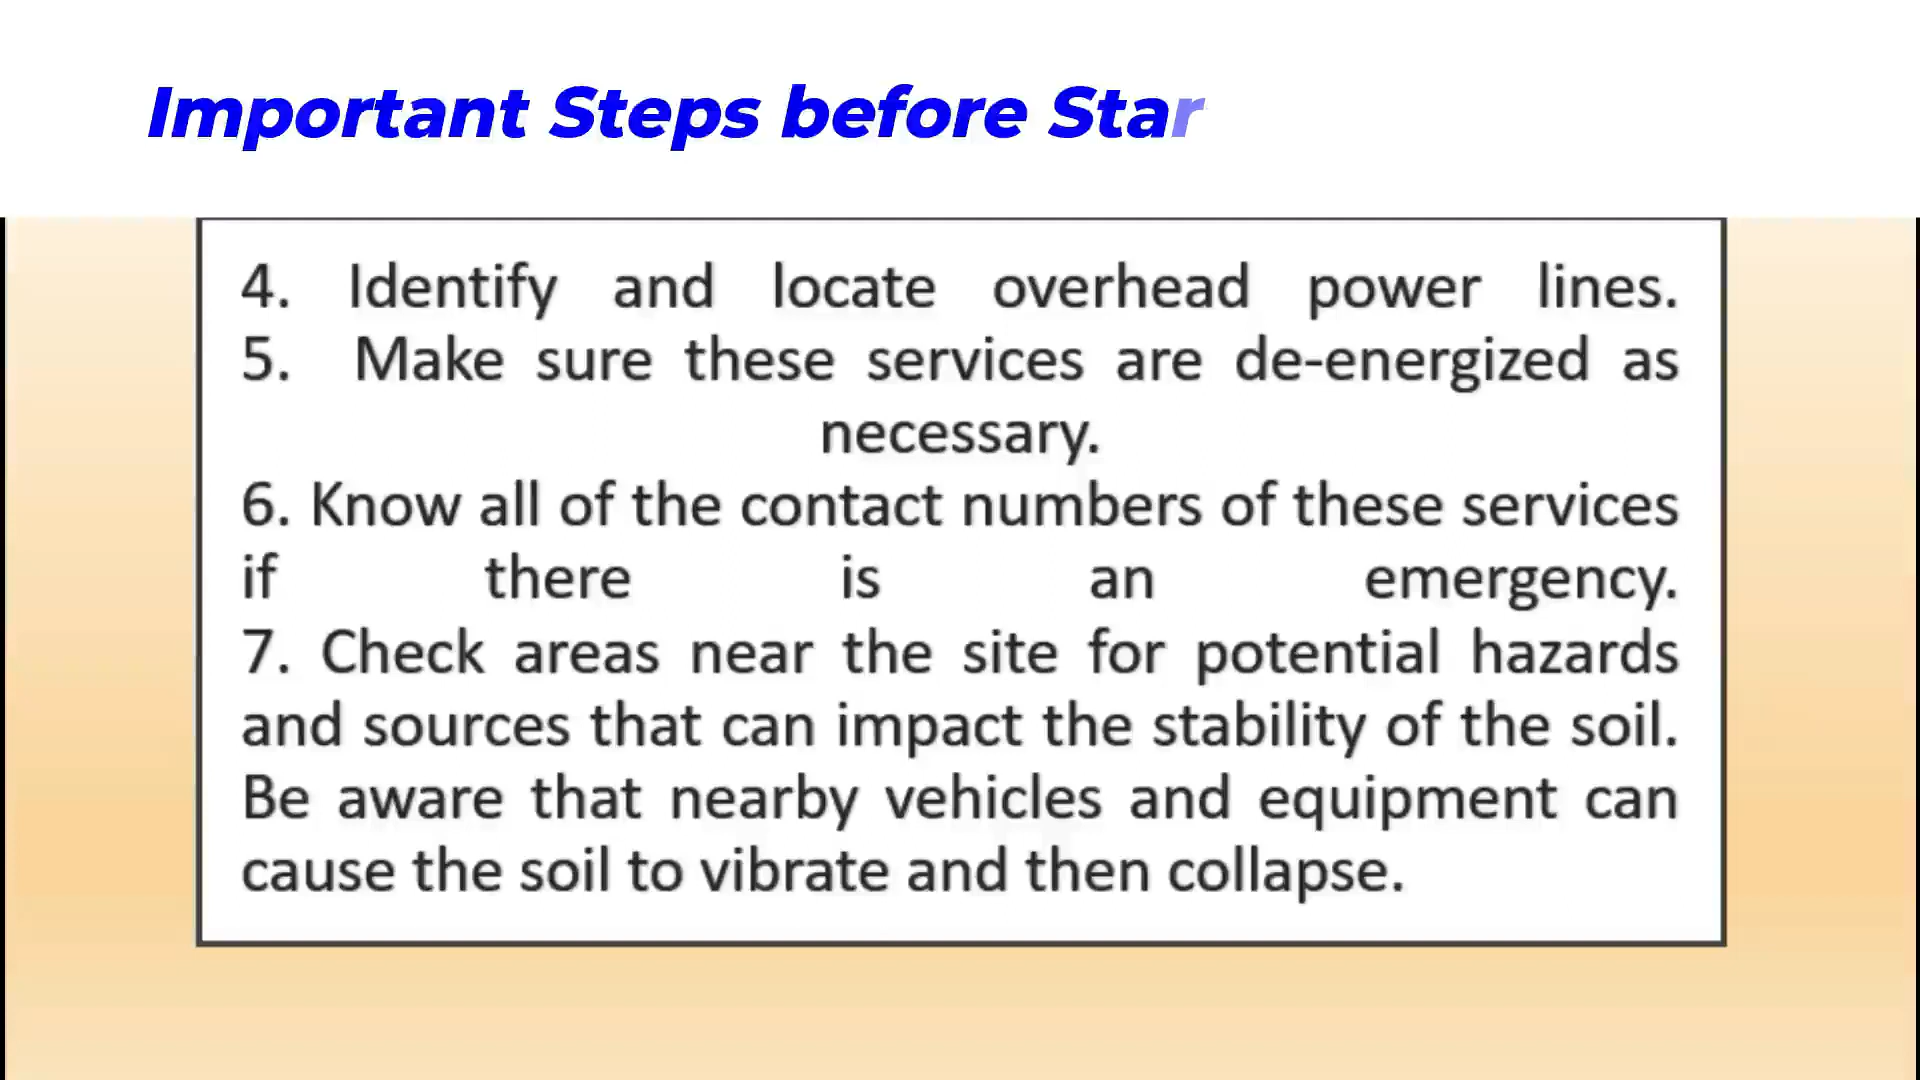 Important Steps before Star
4. Identify and locate overhead power lines.
5. Make sure these services are de-energized as
necessary.
6. Know all of the contact numbers of these services
if there is an emergency.
7. Check areas near the site for potential hazards
and sources that can impact the stability of the soil.
Be aware that nearby vehicles and equipment can
cause the soil to vibrate and then collapse.